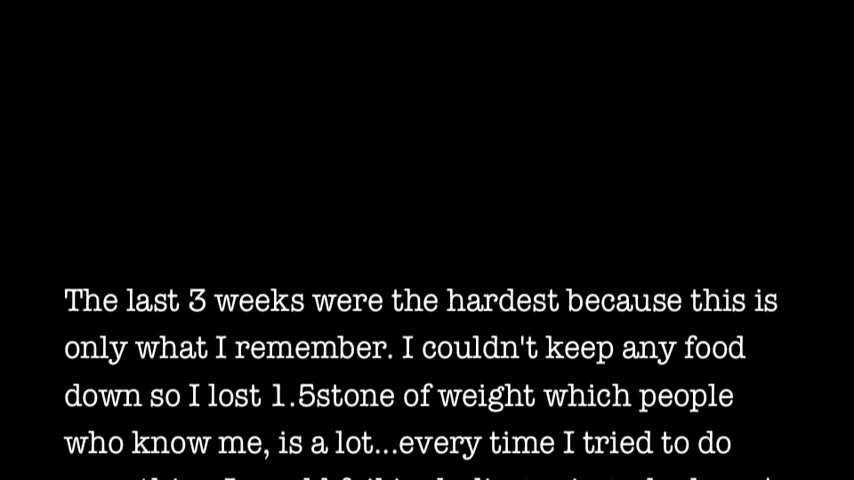 The last 3 weeks were the hardest because this is
only what I remember. I couldn't keep any food
down so I lost 1.5stone of weight which people
who know me, is a lot...every time I tried to do